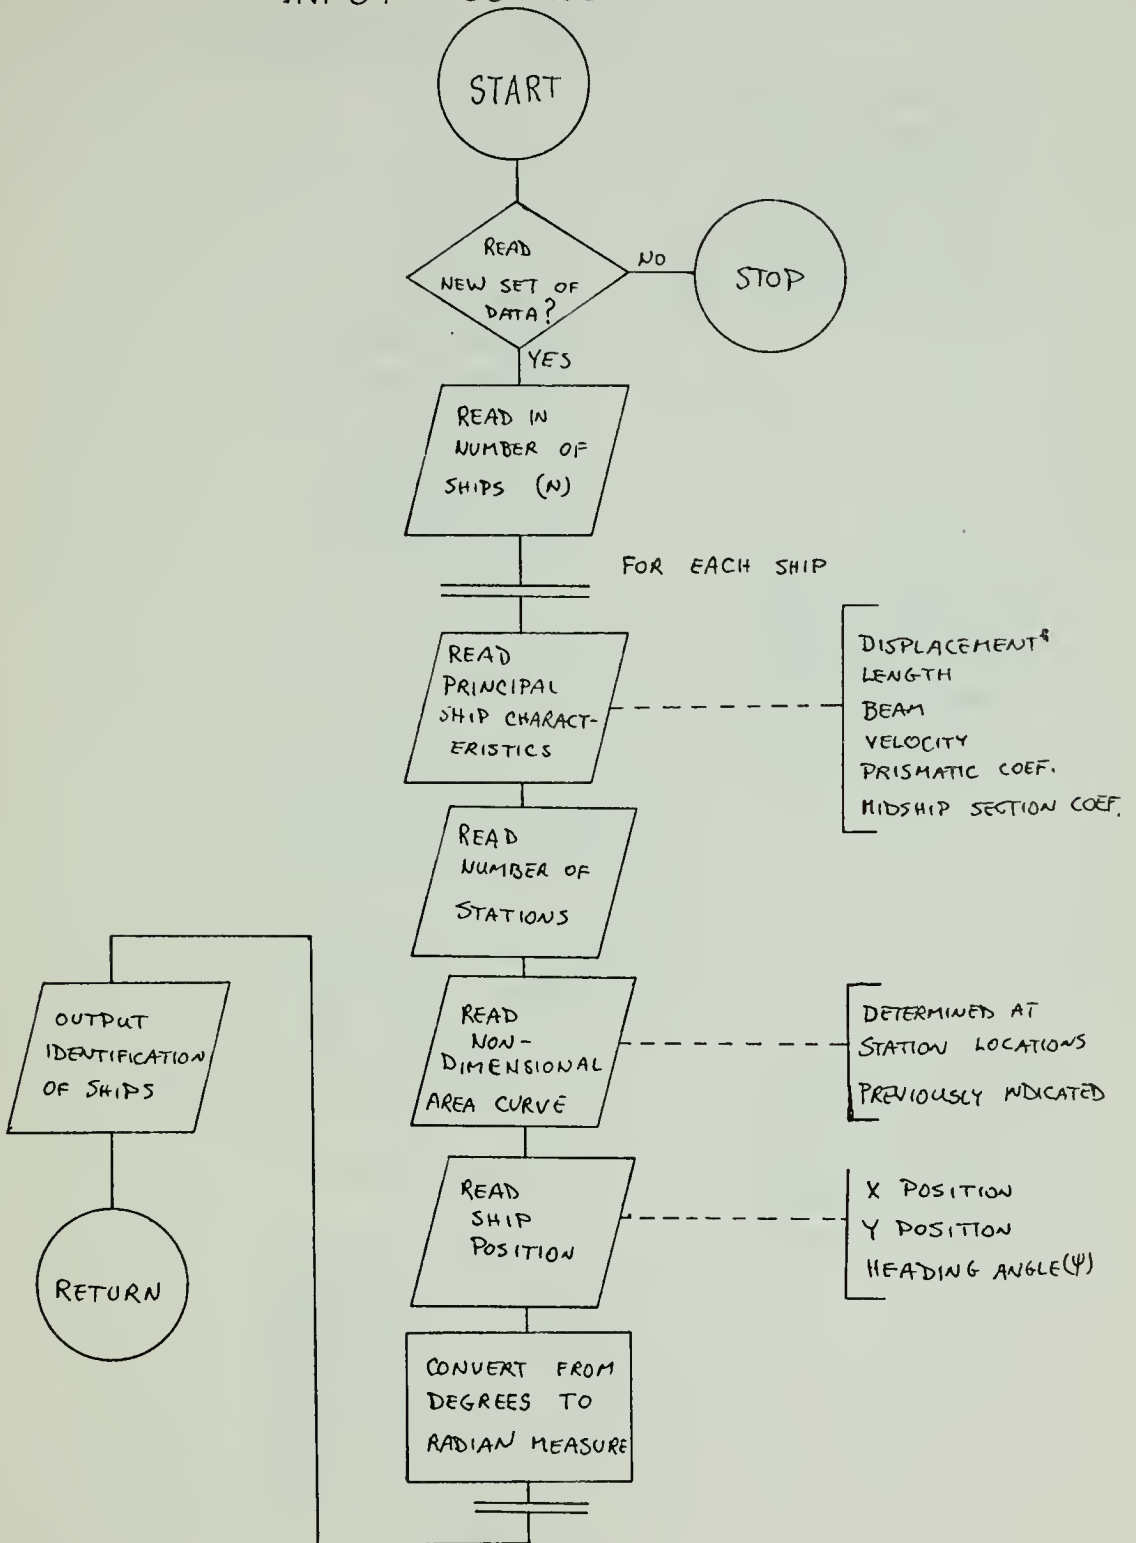 INPUT
START
READ
NEW SET OF
DATA?
NO
STOP
YES
READ IN
NUMBER OF
SHIPS (N)
FOR EACH SHIP
READ
PRINCIPAL
SHIP CHARACT-
ERISTICS
DISPLACEMENT
LENGTH
BEAM
VELOCITY
PRISMATIC COEF.
MIDSHIP SECTION COEF.
READ
NUMBER OF
STATIONS
READ
NON-
DIMENSIONAL
AREA CURVE
DETERMINED AT
STATION LOCATIONS
PREVIOUSLY INDICATED
READ
SHIP
POSITION
X POSITION
Y POSITION
HEADING ANGLE(Ψ)
CONVERT FROM
DEGREES TO
RADIAN MEASURE
OUTPUT
IDENTIFICATION
OF SHIPS
RETURN